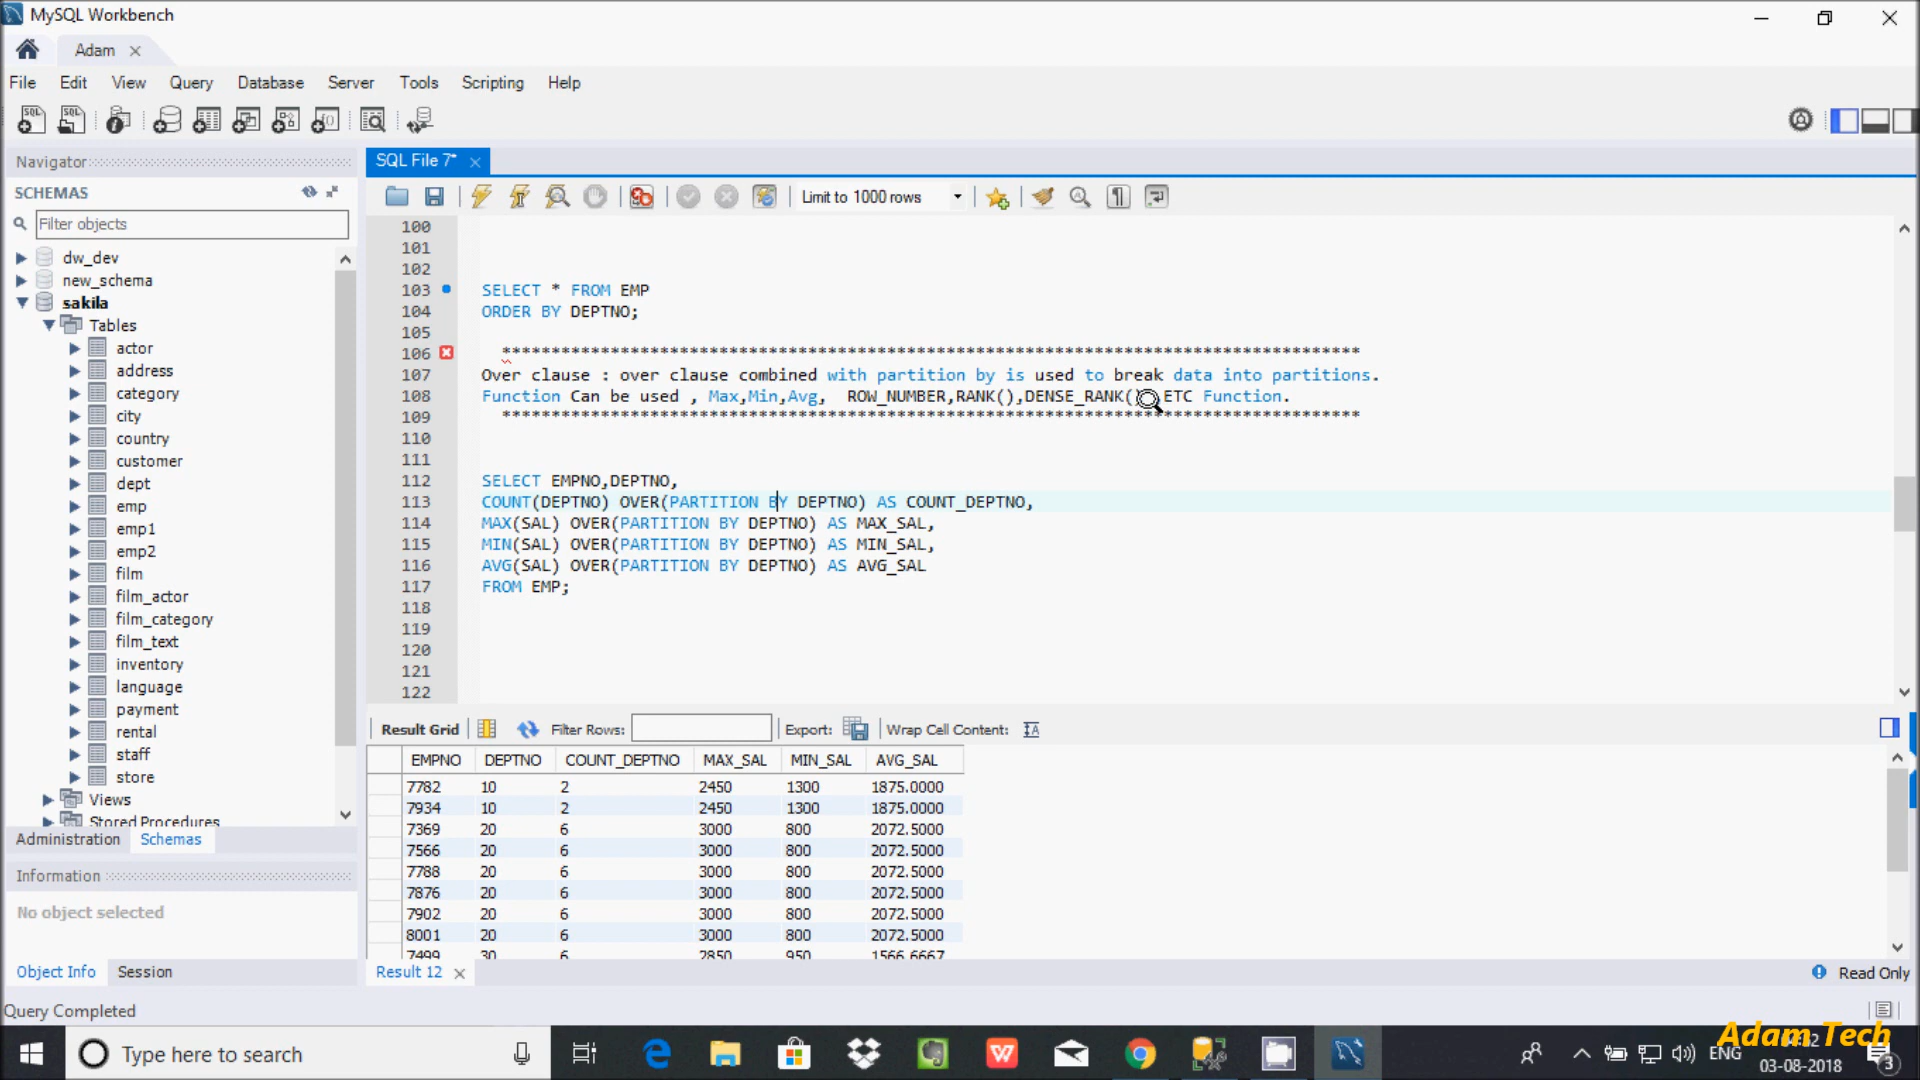 MySQL Workbench
Adam
File Edit View Query Database Server Tools Scripting Help
Navigator
SCHEMAS
Filter objects
dw_dev
new_schema
sakila
Tables
actor
address
category
city
country
customer
dept
emp
emp1
emp2
film
film_actor
film_category
film_text
inventory
language
payment
rental
staff
store
Views
Stored Procedures
Administration Schemas
Information
No object selected
Object Info Session
SQL File 7*
Limit to 1000 rows
100
101
102
103 SELECT * FROM EMP
104 ORDER BY DEPTNO;
105
106 ***************************************************************************************
107 Over clause : over clause combined with partition by is used to break data into partitions.
108 Function Can be used , Max,Min,Avg, ROW_NUMBER,RANK(),DENSE_RANK( ETC Function.
109 ***************************************************************************************
110
111
112 SELECT EMPNO,DEPTNO,
113 COUNT(DEPTNO) OVER(PARTITION BY DEPTNO) AS COUNT_DEPTNO,
114 MAX(SAL) OVER(PARTITION BY DEPTNO) AS MAX_SAL,
115 MIN(SAL) OVER(PARTITION BY DEPTNO) AS MIN_SAL,
116 AVG(SAL) OVER(PARTITION BY DEPTNO) AS AVG_SAL
117 FROM EMP;
118
119
120
121
122
Result Grid Filter Rows: Export: Wrap Cell Content:
EMPNO DEPTNO COUNT_DEPTNO MAX_SAL MIN_SAL AVG_SAL
7782 10 2 2450 1300 1875.0000
7934 10 2 2450 1300 1875.0000
7369 20 6 3000 800 2072.5000
7566 20 6 3000 800 2072.5000
7788 20 6 3000 800 2072.5000
7876 20 6 3000 800 2072.5000
7902 20 6 3000 800 2072.5000
8001 20 6 3000 800 2072.5000
7499 30 6 2850 950 1566.6667
Result 12
Read Only
Query Completed
Type here to search
ENG
03-08-2018
3
Adam Tech